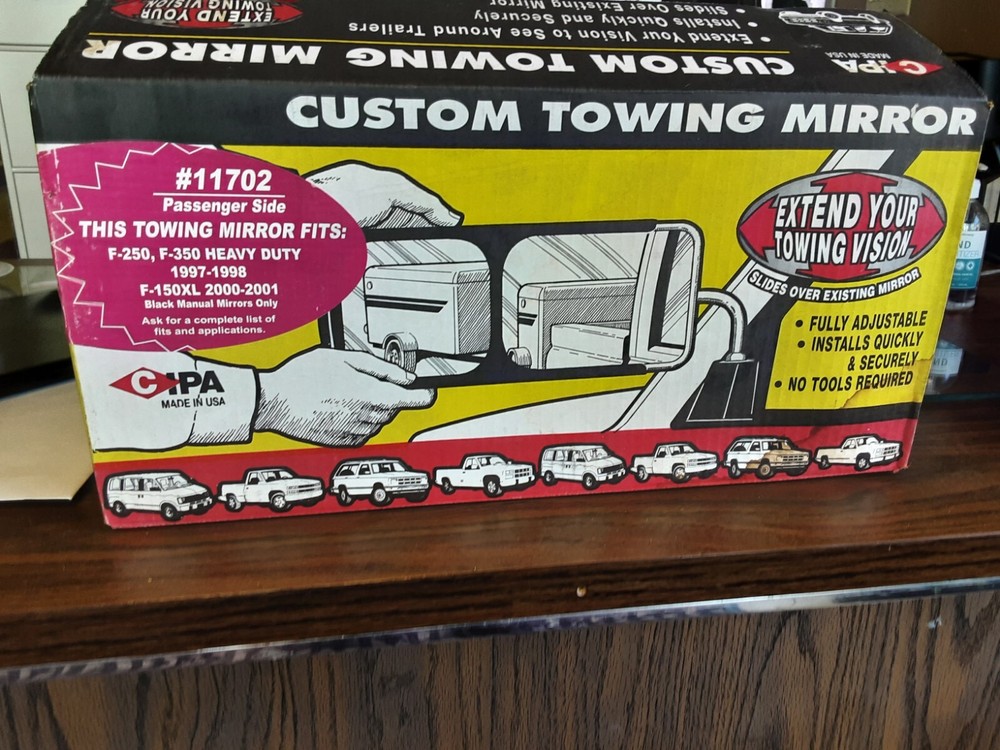 EXTEND YOUR
TOWING VISION
• Extend Your Vision to See Around Trailers
• Installs Quickly and Securely
• Slides Over Existing Mirror
CIPA
MADE IN USA
CUSTOM TOWING MIRROR
CUSTOM TOWING MIRROR
#11702
Passenger Side
THIS TOWING MIRROR FITS:
F-250, F-350 HEAVY DUTY
1997-1998
F-150XL 2000-2001
Black Manual Mirrors Only
Ask for a complete list of
fits and applications.
CIPA
MADE IN USA
EXTEND YOUR
TOWING VISION
SLIDES OVER EXISTING MIRROR
• FULLY ADJUSTABLE
• INSTALLS QUICKLY
& SECURELY
• NO TOOLS REQUIRED